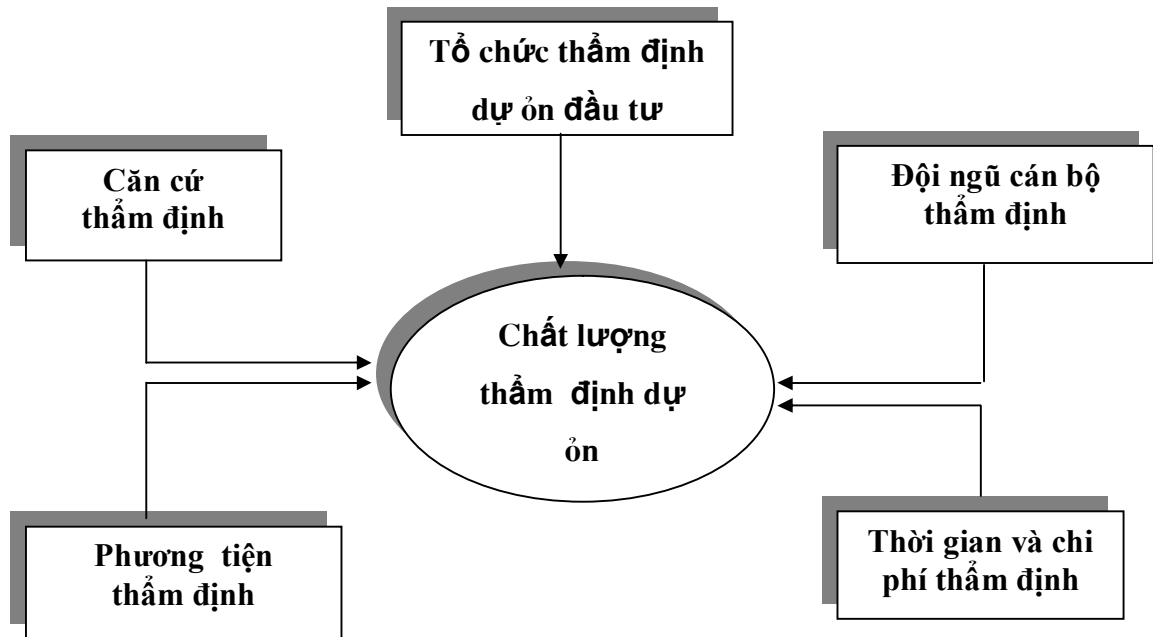 Tổ chức thẩm định
dự ỏn đầu tư
Căn cứ
thẩm định
Đội ngũ cán bộ
thẩm định
Chất lượng
thẩm định dự
ỏn
Phương tiện
thẩm định
Thời gian và chi
phí thẩm định